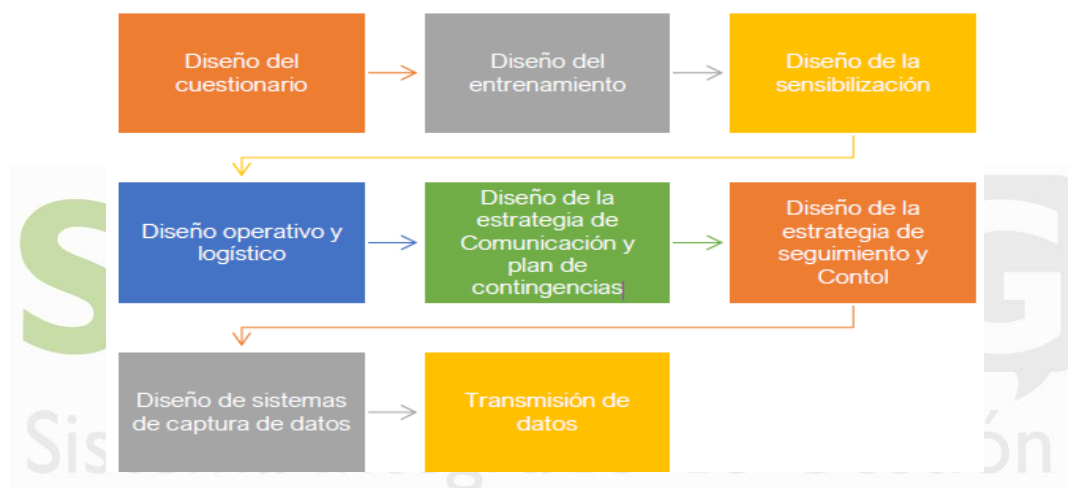 Diseño del
cuestionario
Diseño del
entrenamiento
Diseño de la
sensibilización
Diseño operativo y
logístico
Diseño de la
estrategia de
Comunicación y
plan de
contingencias
Diseño de la
estrategia de
seguimiento y
Contol
Diseño de sistemas
de captura de datos
Transmisión de
datos